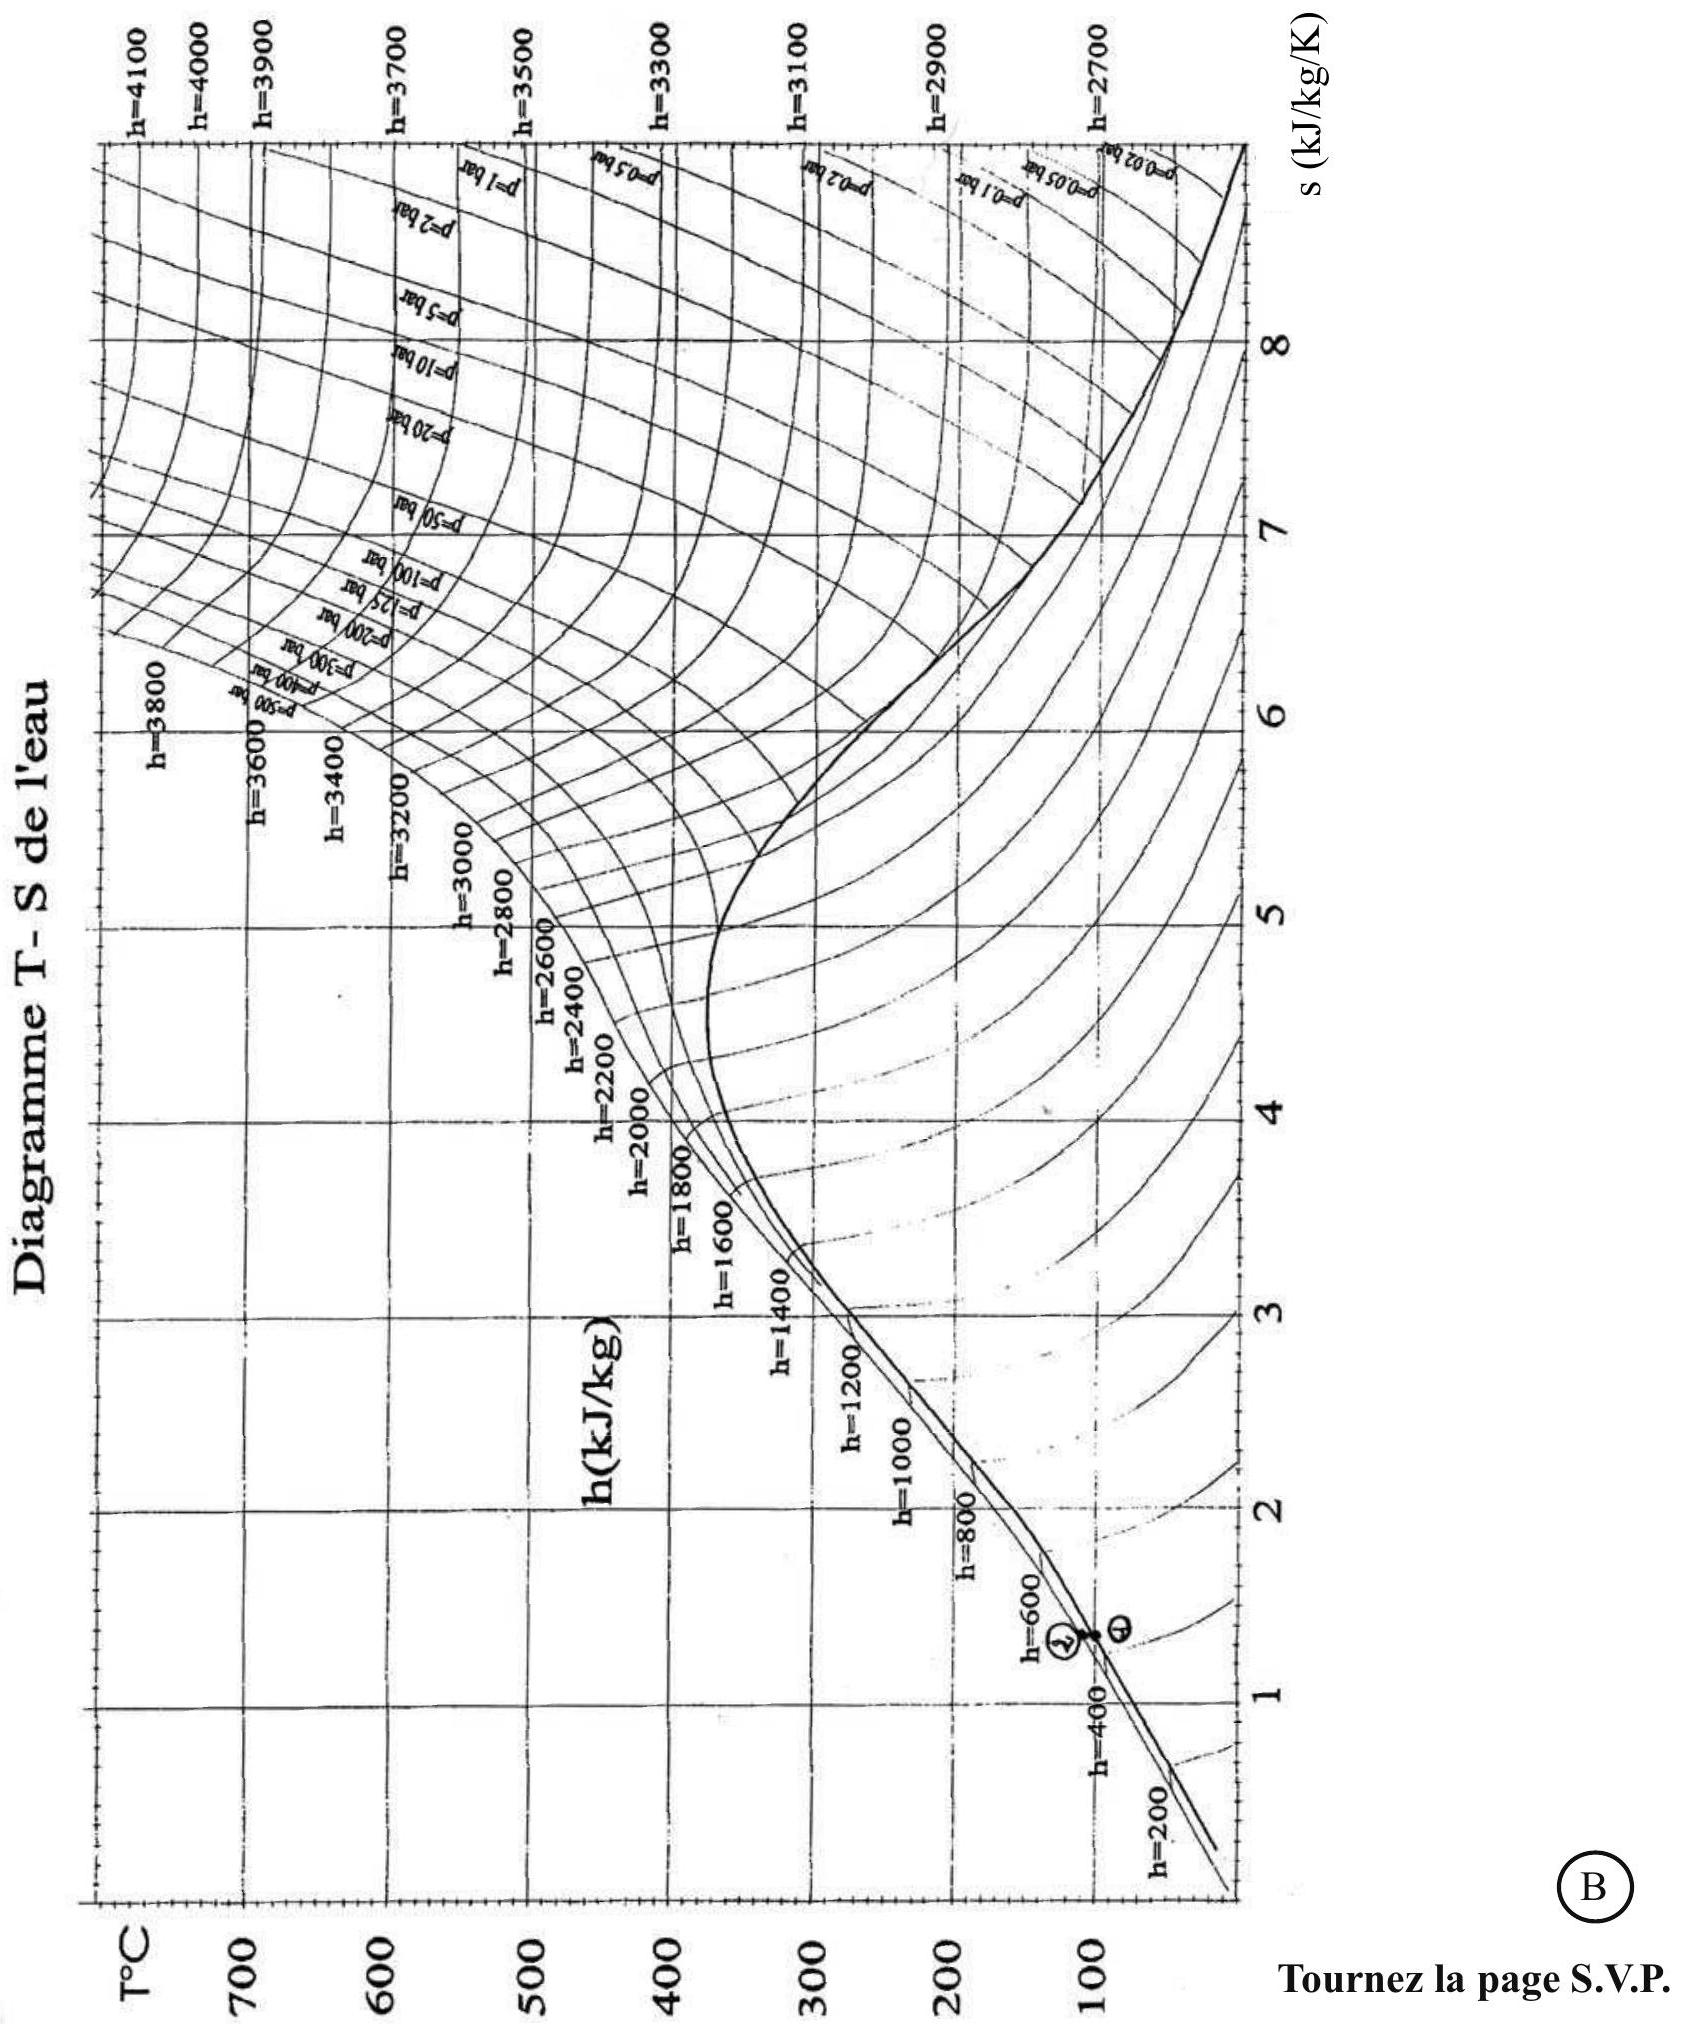 Diagramme T - S de l'eau
T°C
700
600
500
400
300
200
100
h(kJ/kg)
h=200
h=400
h=600
h=800
h=1000
h=1200
h=1400
h=1600
h=1800
h=2000
h=2200
h=2400
h=2600
h=2800
h=3000
h=3200
h=3400
h=3600
h=3800
p=500 bar
p=400 bar
p=300 bar
p=200 bar
p=125 bar
p=100 bar
p=50 bar
p=20 bar
p=10 bar
p=5 bar
p=2 bar
p=1 bar
p=0.5 bar
p=0.2 bar
p=0.1 bar
p=0.05 bar
p=0.02 bar
h=4100
h=4000
h=3900
h=3700
h=3500
h=3300
h=3100
h=2900
h=2700
1
2
3
4
5
6
7
8
s (kJ/kg/K)
2
1
B
Tournez la page S.V.P.